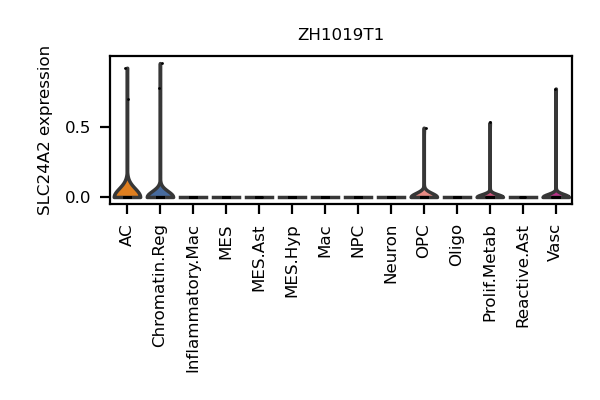 ZH1019T1
SLC24A2 expression
0.5
0.0
AC
Chromatin.Reg
Inflammatory.Mac
MES
MES.Ast
MES.Hyp
Mac
NPC
Neuron
OPC
Oligo
Prolif.Metab
Reactive.Ast
Vasc